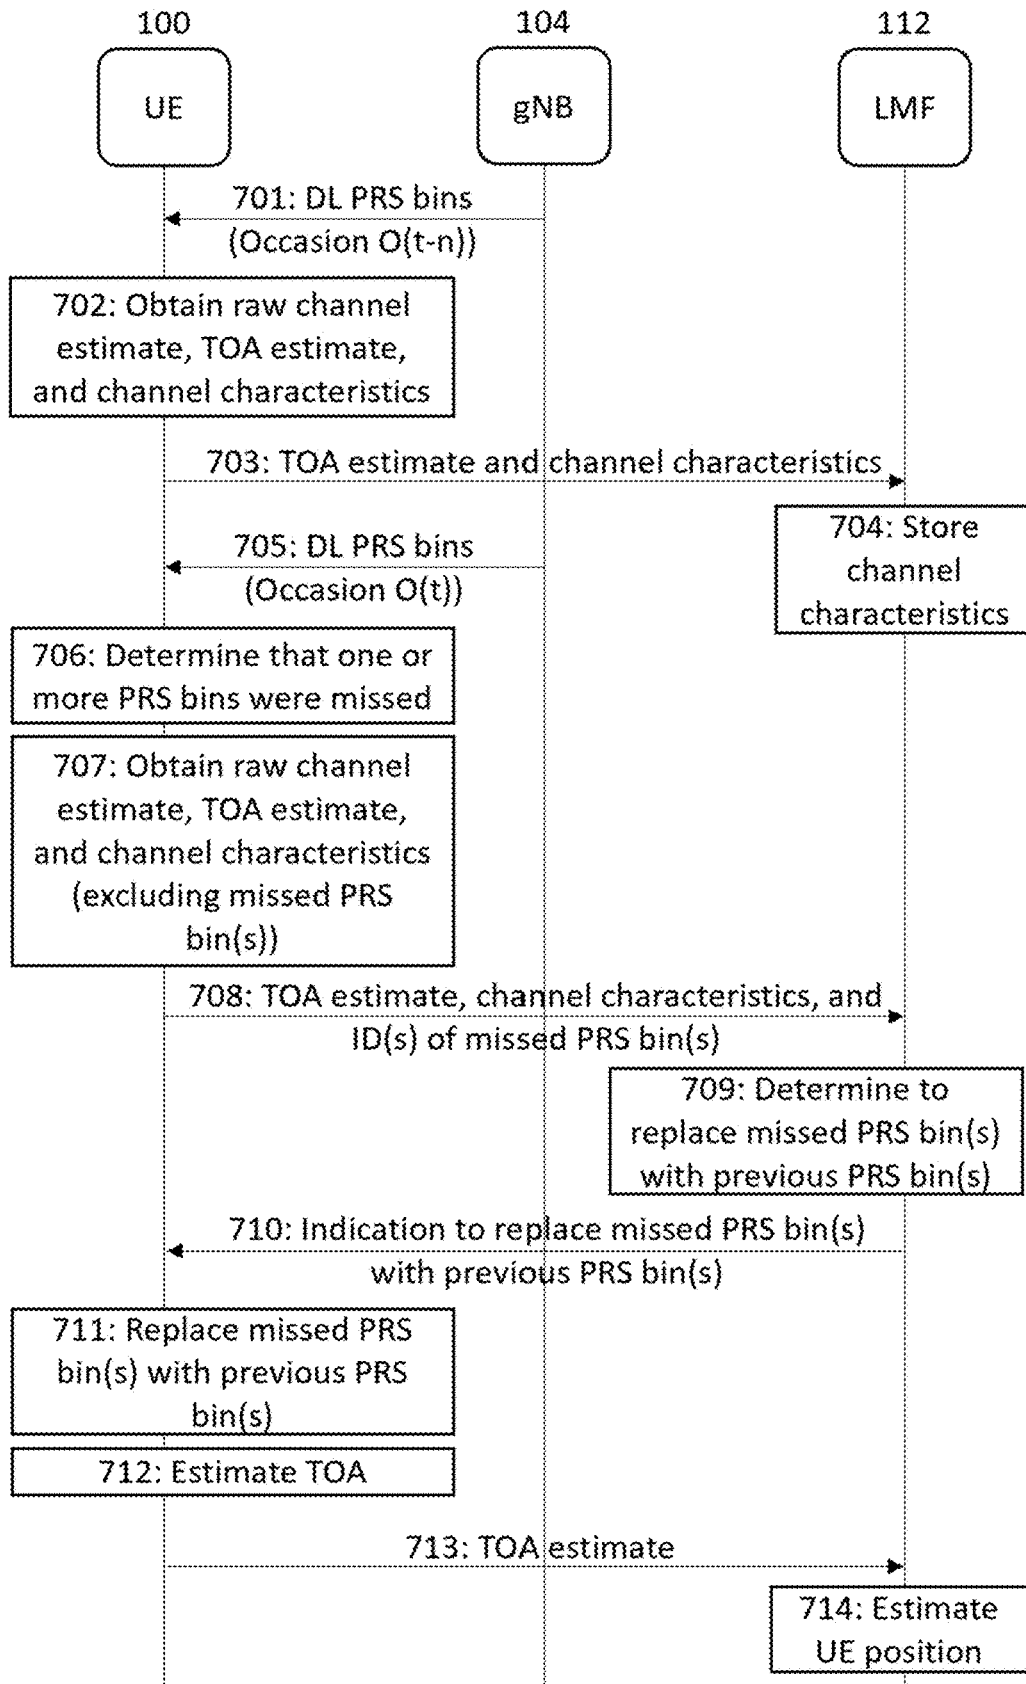 100
104
112
UE
gNB
LMF
701: DL PRS bins
(Occasion O(t-n))
702: Obtain raw channel
estimate, TOA estimate,
and channel characteristics
703: TOA estimate and channel characteristics
704: Store
channel
characteristics
705: DL PRS bins
(Occasion O(t))
706: Determine that one or
more PRS bins were missed
707: Obtain raw channel
estimate, TOA estimate,
and channel characteristics
(excluding missed PRS
bin(s))
708: TOA estimate, channel characteristics, and
ID(s) of missed PRS bin(s)
709: Determine to
replace missed PRS bin(s)
with previous PRS bin(s)
710: Indication to replace missed PRS bin(s)
with previous PRS bin(s)
711: Replace missed PRS
bin(s) with previous PRS
bin(s)
712: Estimate TOA
713: TOA estimate
714: Estimate
UE position